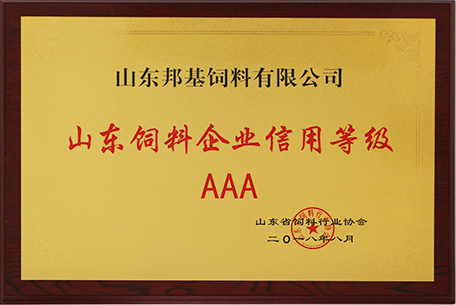 山东邦基饲料有限公司
山东饲料企业信用等级
AAA
山东省饲料行业协会
二〇一八年八月